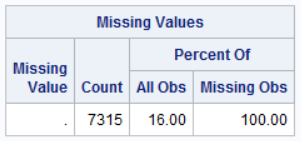 Missing Values
Percent Of
Missing
Value Count All Obs Missing Obs
. 7315 16.00 100.00